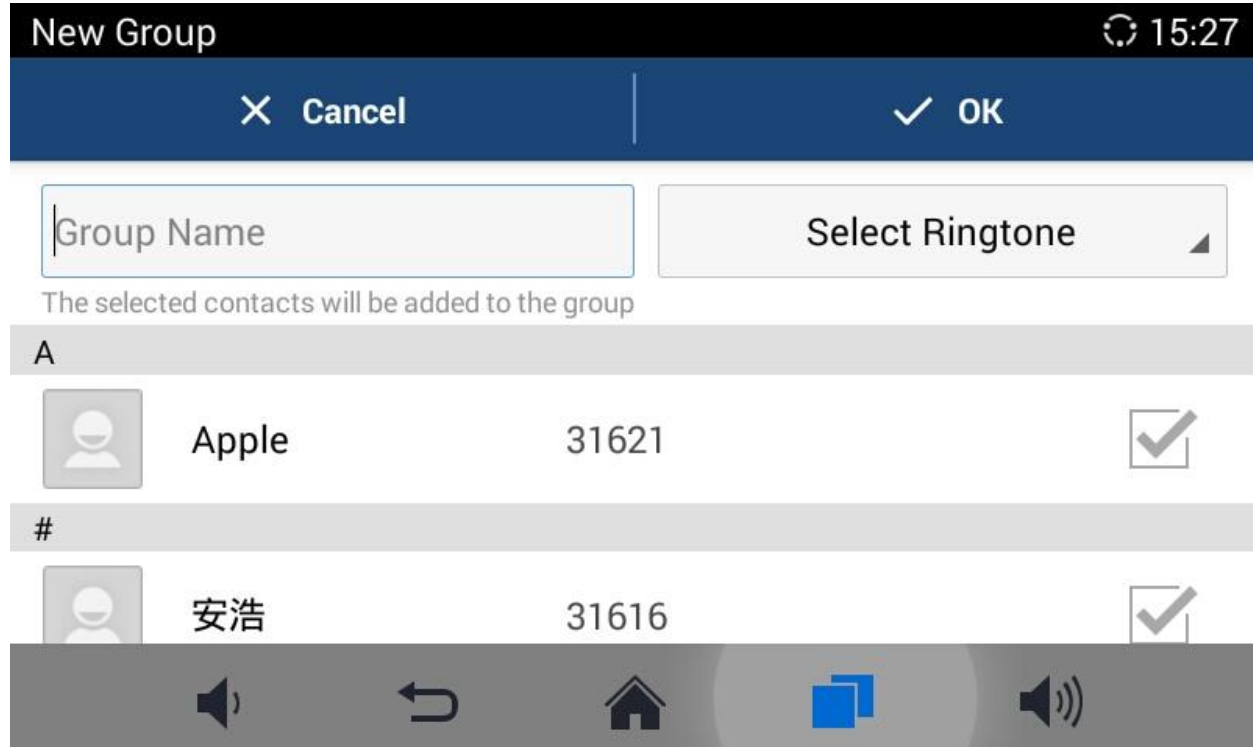 New Group 15:27
Cancel OK
Group Name Select Ringtone
The selected contacts will be added to the group
A
Apple 31621
#
安浩 31616